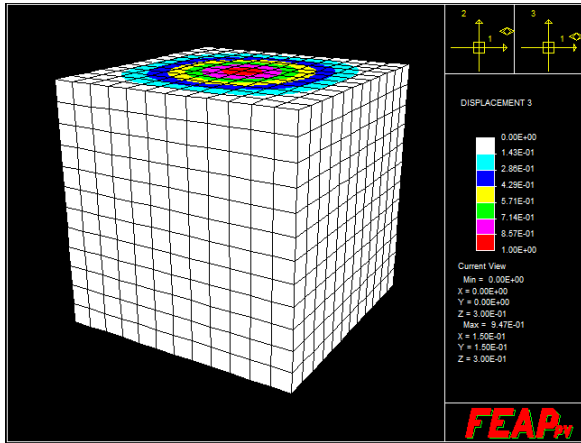 2 3
1 1
DISPLACEMENT 3
0.00E+00
1.43E-01
2.86E-01
4.29E-01
5.71E-01
7.14E-01
8.57E-01
1.00E+00
Current View
Min = 0.00E+00
X = 0.00E+00
Y = 0.00E+00
Z = 3.00E-01
Max = 9.47E-01
X = 1.50E-01
Y = 1.50E-01
Z = 3.00E-01
FEAPpv